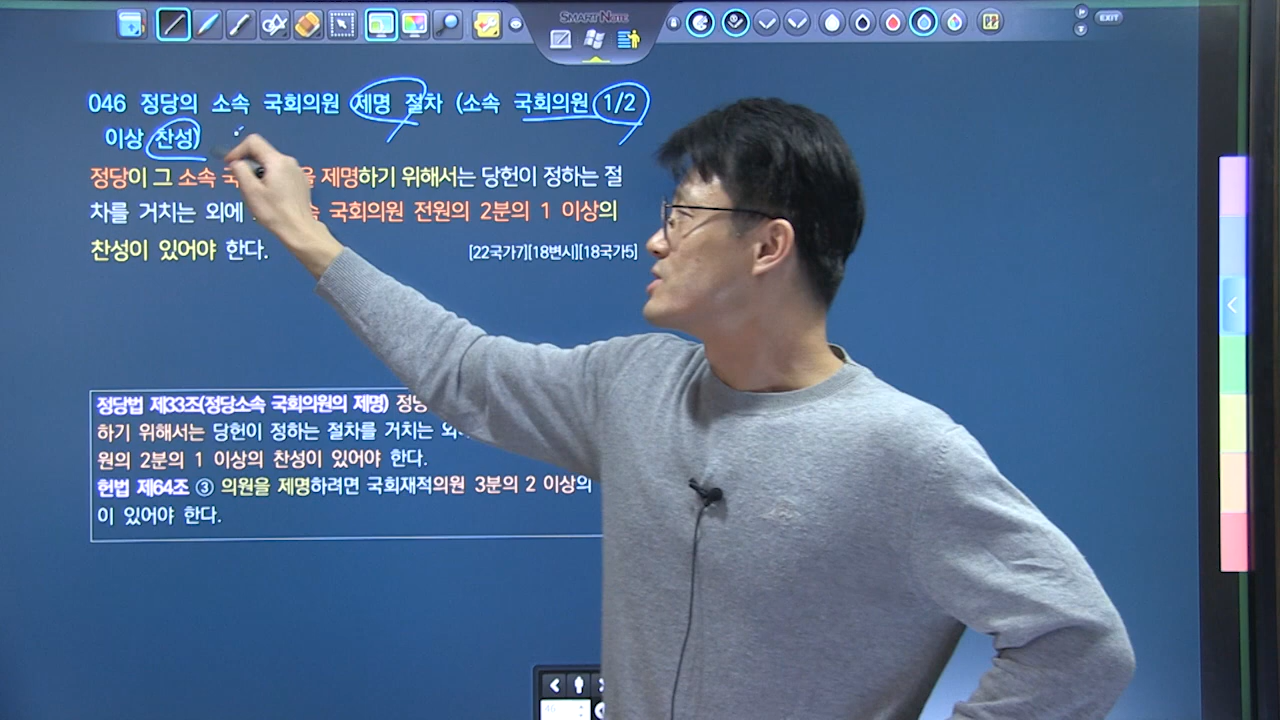 SMARTNOTE
EXIT
046 정당의 소속 국회의원 제명 절차 (소속 국회의원 1/2
이상 찬성)
정당이 그 소속 을 제명하기 위해서는 당헌이 정하는 절
차를 거치는 외에 국회의원 전원의 2분의 1 이상의
찬성이 있어야 한다. [22국가7][18변시][18국가5]
정당법 제33조(정당소속 국회의원의 제명)
하기 위해서는 당헌이 정하는 절차를 거치는
원의 2분의 1 이상의 찬성이 있어야 한다.
헌법 제64조 ③ 의원을 제명하려면 국회재적의원 3분의 2 이상의
이 있어야 한다.
46